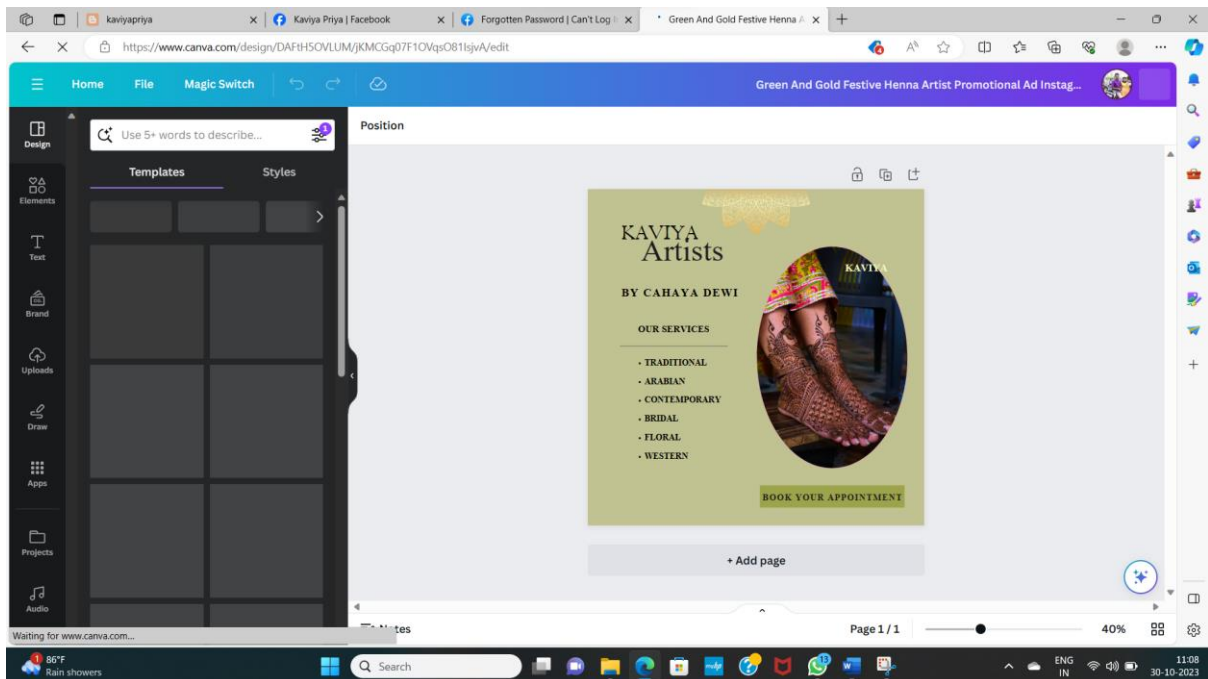 kaviyapriya
Kaviya Priya | Facebook
Forgotten Password | Can't Log I
Green And Gold Festive Henna A
https://www.canva.com/design/DAFtH5OVLUM/jKMCGq07F1OVqsO81IsjvA/edit
Home File Magic Switch
Green And Gold Festive Henna Artist Promotional Ad Instag...
Design
Use 5+ words to describe...
1
Position
Templates Styles
Elements
Text
Brand
Uploads
Draw
Apps
Projects
Audio
KAVIYA
Artists
KAVIYA
BY CAHAYA DEWI
OUR SERVICES
• TRADITIONAL
• ARABIAN
• CONTEMPORARY
• BRIDAL
• FLORAL
• WESTERN
BOOK YOUR APPOINTMENT
+ Add page
Waiting for www.canva.com...
Page 1 / 1
40%
1
86°F
Rain showers
Search
ENG
IN
11:08
30-10-2023